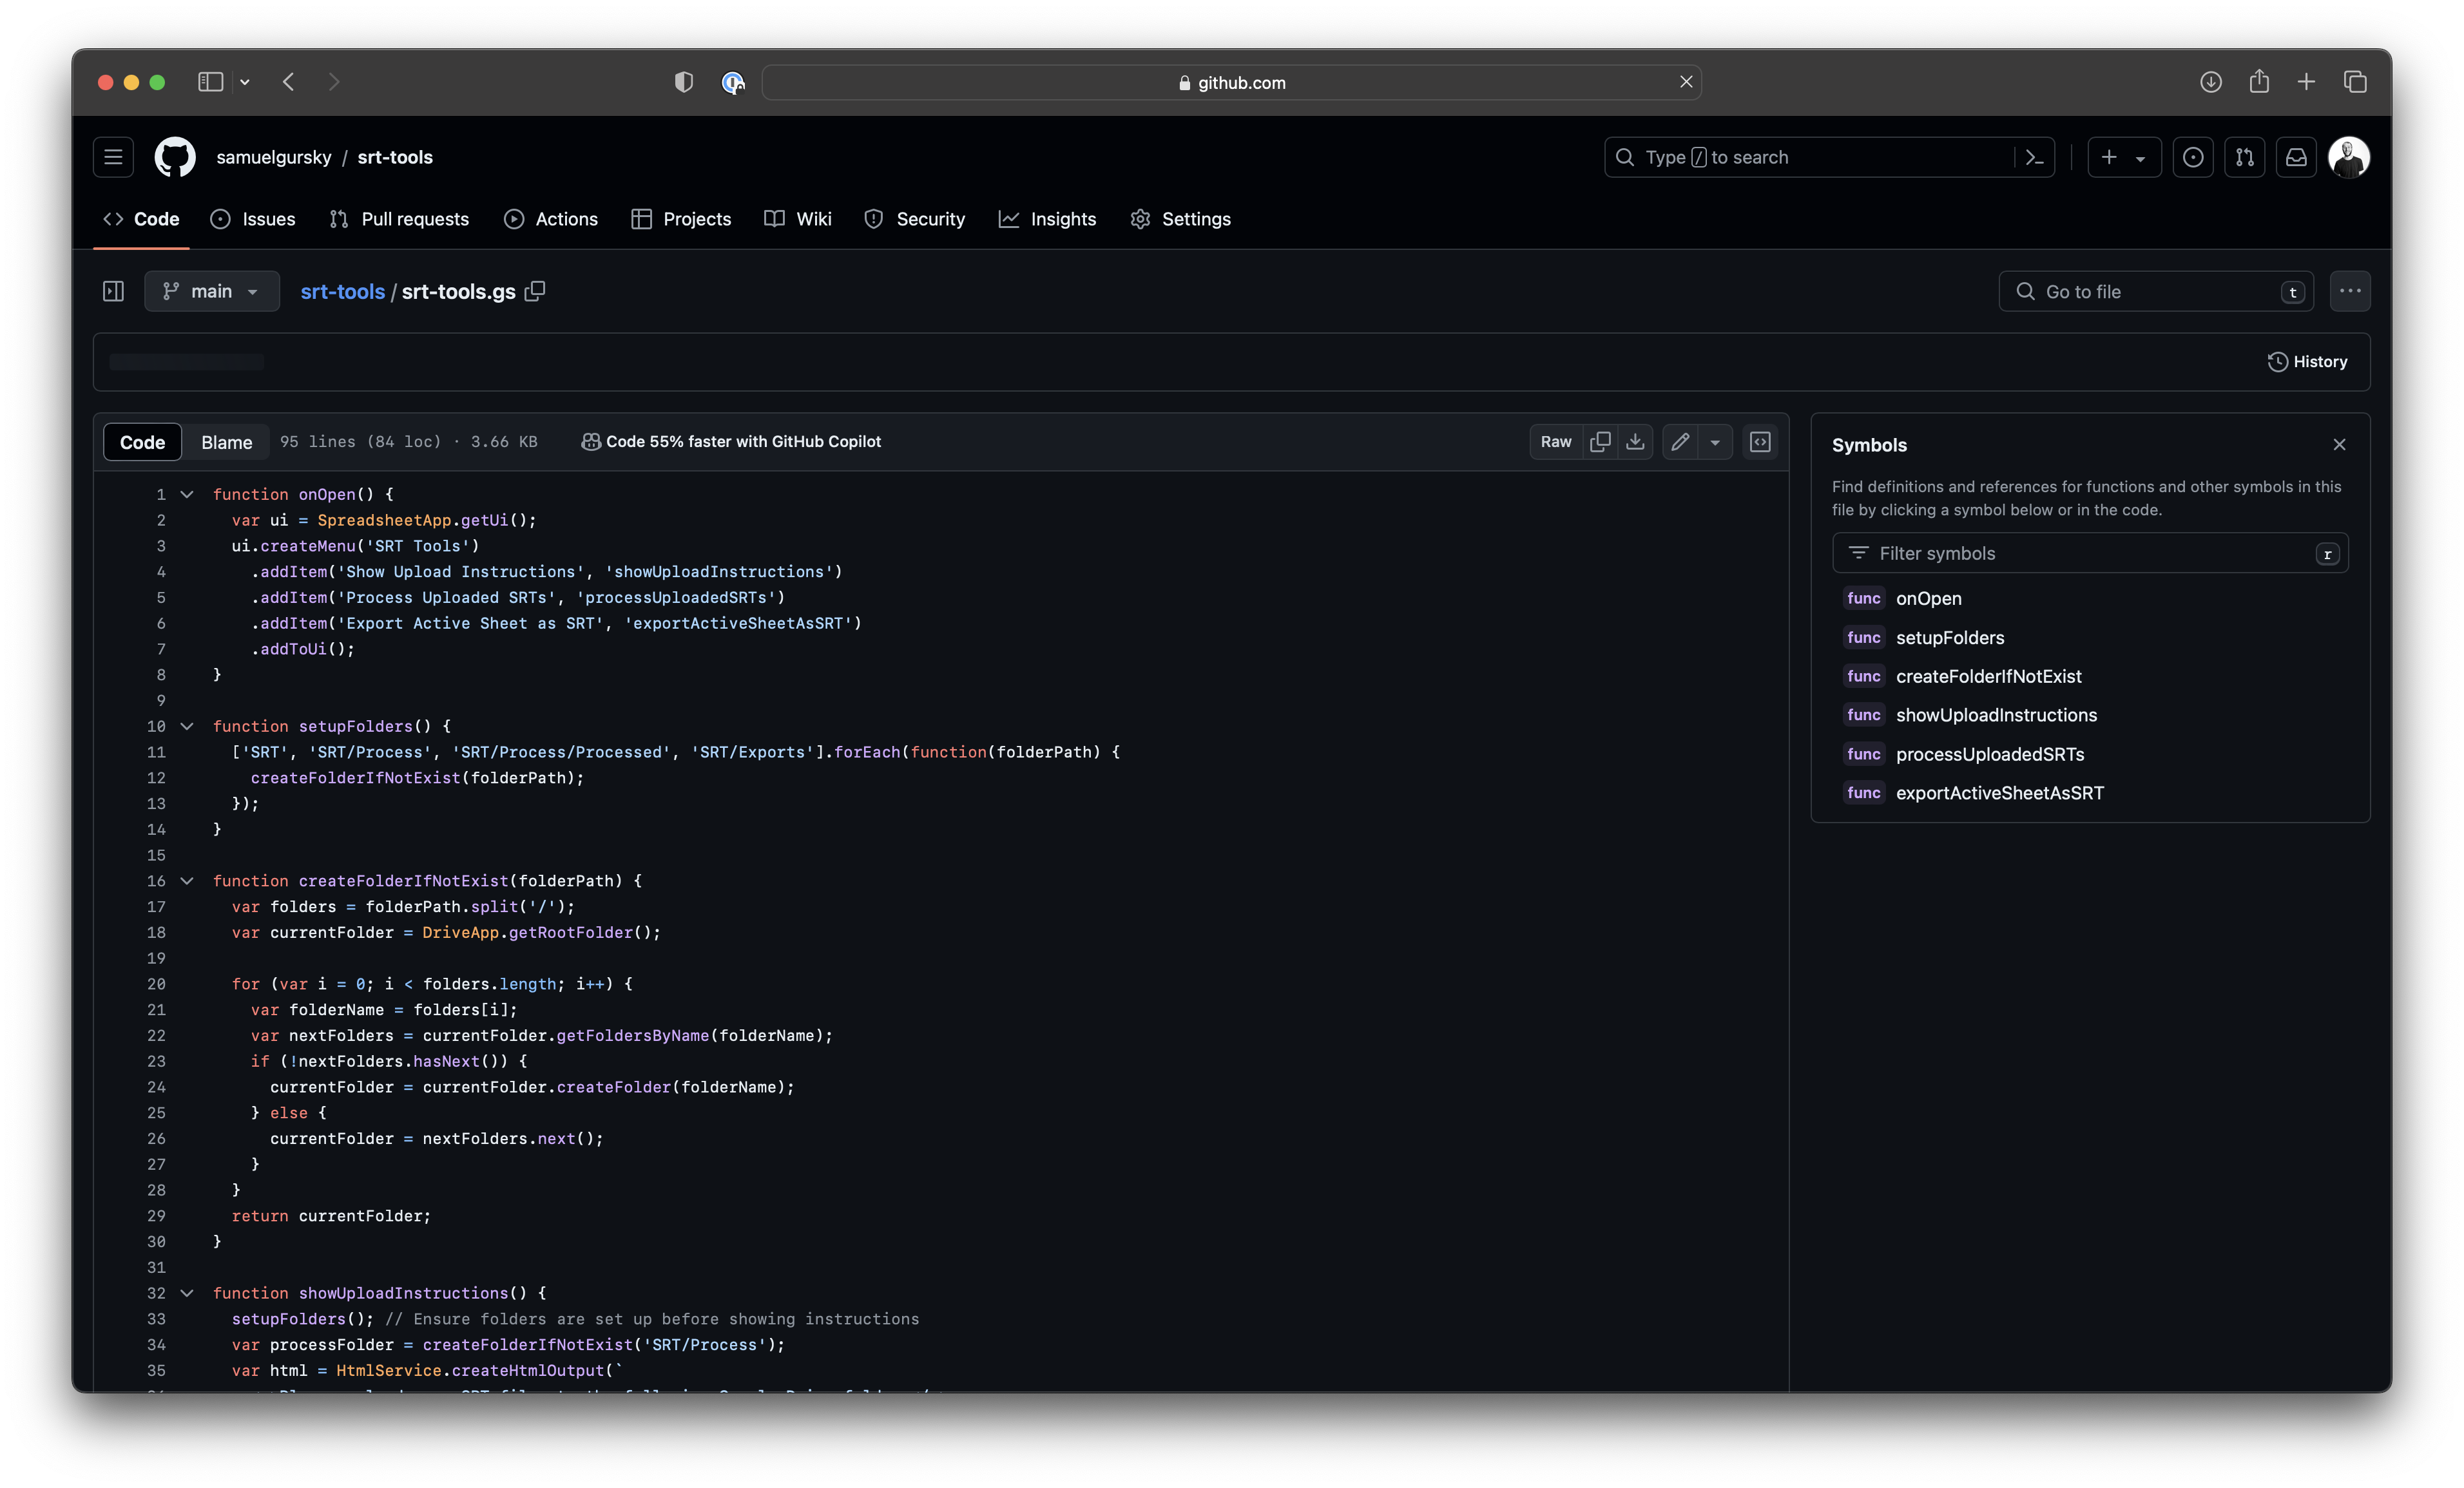 github.com
samuelgursky / srt-tools
Type / to search
Code Issues Pull requests Actions Projects Wiki Security Insights Settings
main srt-tools / srt-tools.gs
Go to file t
History
Code Blame 95 lines (84 loc) · 3.66 KB Code 55% faster with GitHub Copilot Raw
1 function onOpen() {
2 var ui = SpreadsheetApp.getUi();
3 ui.createMenu('SRT Tools')
4 .addItem('Show Upload Instructions', 'showUploadInstructions')
5 .addItem('Process Uploaded SRTs', 'processUploadedSRTs')
6 .addItem('Export Active Sheet as SRT', 'exportActiveSheetAsSRT')
7 .addToUi();
8 }
9
10 function setupFolders() {
11 ['SRT', 'SRT/Process', 'SRT/Process/Processed', 'SRT/Exports'].forEach(function(folderPath) {
12 createFolderIfNotExist(folderPath);
13 });
14 }
15
16 function createFolderIfNotExist(folderPath) {
17 var folders = folderPath.split('/');
18 var currentFolder = DriveApp.getRootFolder();
19
20 for (var i = 0; i < folders.length; i++) {
21 var folderName = folders[i];
22 var nextFolders = currentFolder.getFoldersByName(folderName);
23 if (!nextFolders.hasNext()) {
24 currentFolder = currentFolder.createFolder(folderName);
25 } else {
26 currentFolder = nextFolders.next();
27 }
28 }
29 return currentFolder;
30 }
31
32 function showUploadInstructions() {
33 setupFolders(); // Ensure folders are set up before showing instructions
34 var processFolder = createFolderIfNotExist('SRT/Process');
35 var html = HtmlService.createHtmlOutput(`
Symbols
Find definitions and references for functions and other symbols in this
file by clicking a symbol below or in the code.
Filter symbols r
func onOpen
func setupFolders
func createFolderIfNotExist
func showUploadInstructions
func processUploadedSRTs
func exportActiveSheetAsSRT